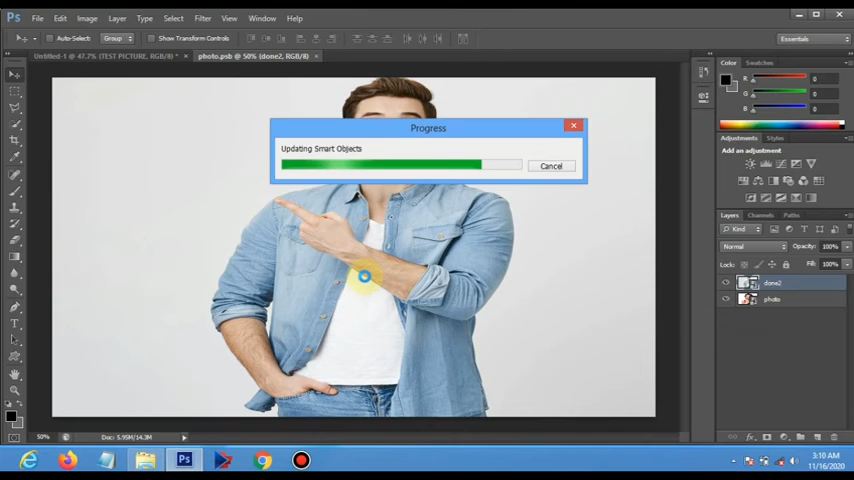 Ps File Edit Image Layer Type Select Filter View Window Help
Auto-Select: Group Show Transform Controls Essentials
Untitled-1 @ 47.7% (TEST PICTURE, RGB/8) * × photo.psb @ 50% (done2, RGB/8) ×
Color Swatches
R 0
G 0
B 0
Progress
Updating Smart Objects
Cancel
Adjustments Styles
Add an adjustment
Layers Channels Paths
Kind
Normal Opacity: 100%
Lock: Fill: 100%
done2
photo
50% Doc: 5.95M/14.3M
Ps 3:10 AM
11/16/2020